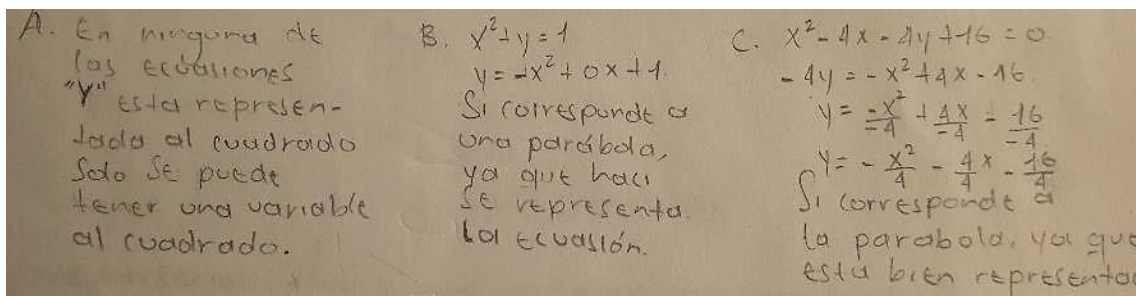 A. En ninguna de
las ecuasiones
"Y" esta represen-
tada al cuadrado
Solo se puede
tener una variable
al cuadrado.
B. x²+y=1
y=-x²+0x+1.
Si corresponde a
una parábola,
ya que haci
se representa.
la ecuasión.
C. x²-4x-4y+16=0
-4y=-x²+4x-16
y= -x²/-4 + 4x/-4 - 16/-4
y= - x²/4 - 4/4 x - 16/4
Si corresponde a
la parabola, ya que
esta bien representa